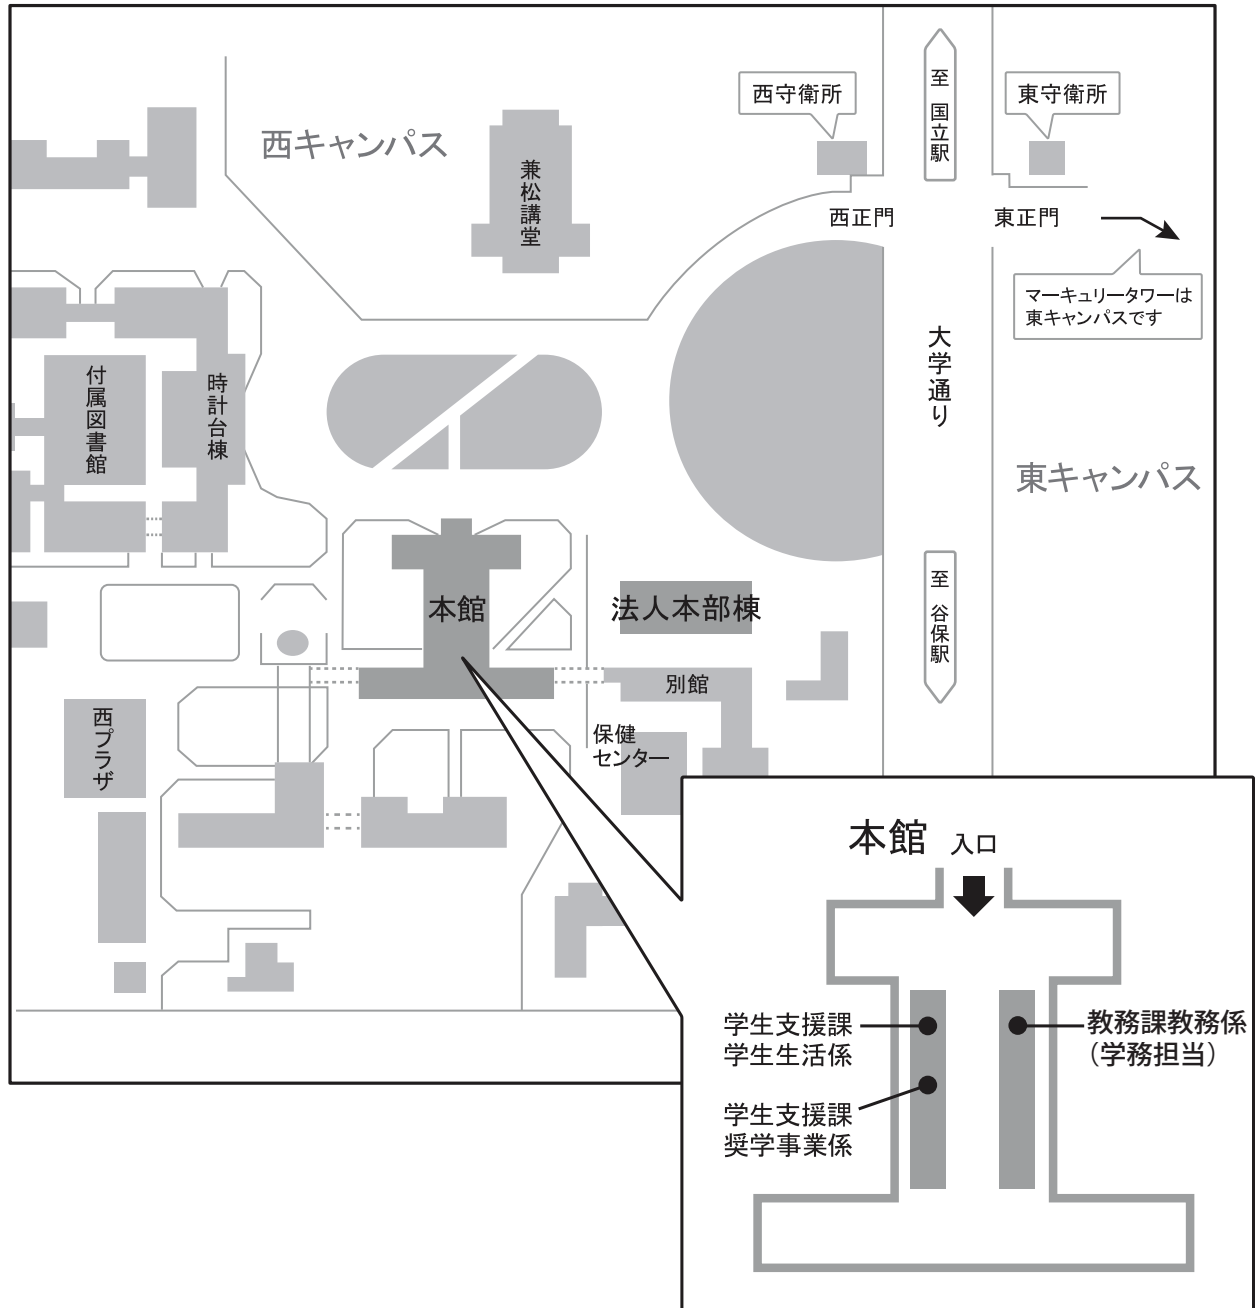 西守衛所
至 国立駅
東守衛所
西キャンパス
兼松講堂
西正門
東正門
マーキュリータワーは
東キャンパスです
大学通り
付属図書館
時計台棟
東キャンパス
本館
法人本部棟
至 谷保駅
別館
西プラザ
保健
センター
本館 入口
学生支援課
学生生活係
教務課教務係
（学務担当）
学生支援課
奨学事業係